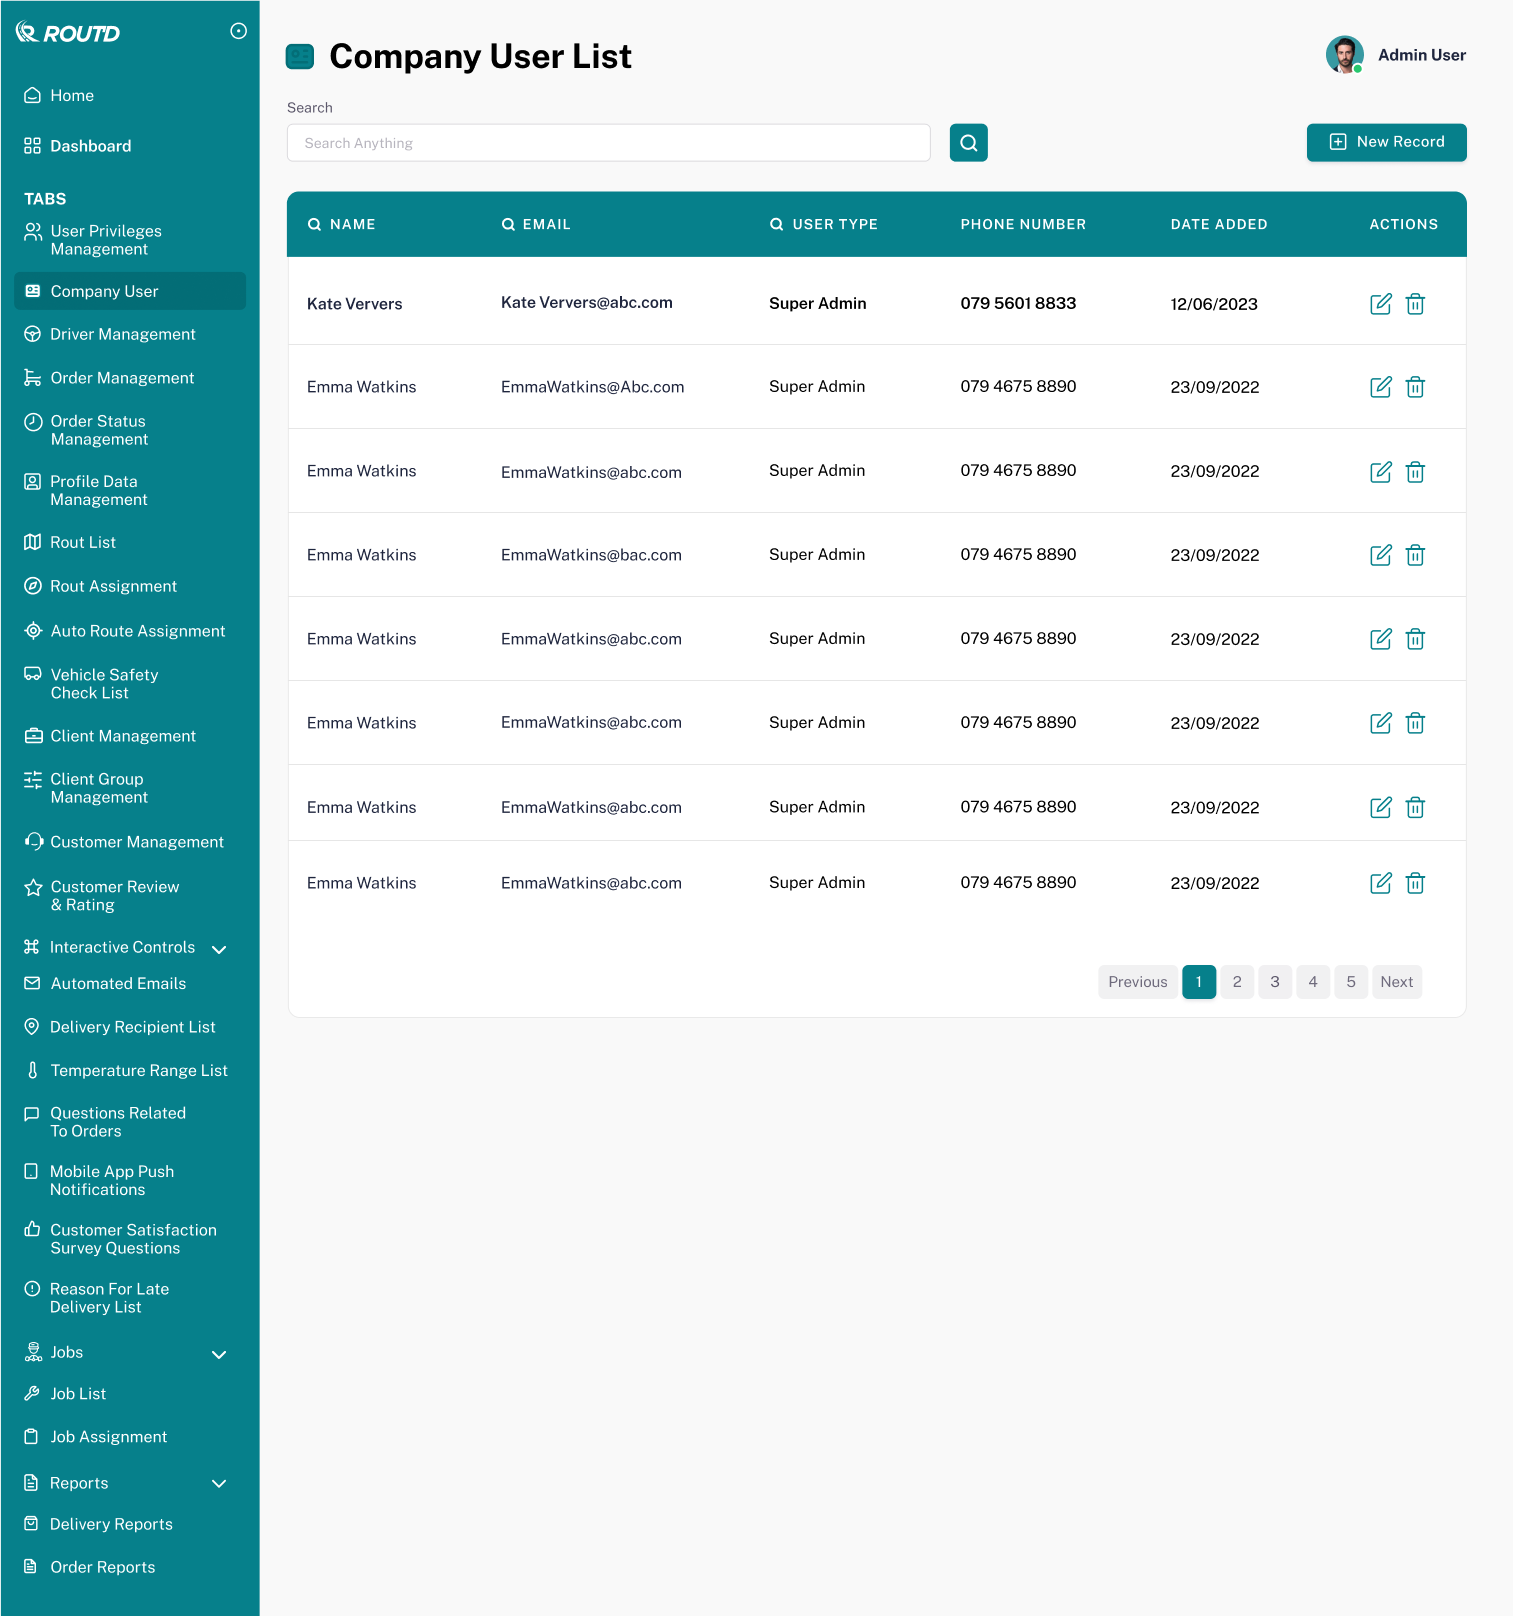 ROUTD
Home
Dashboard
TABS
User Privileges
Management
Company User
Driver Management
Order Management
Order Status
Management
Profile Data
Management
Rout List
Rout Assignment
Auto Route Assignment
Vehicle Safety
Check List
Client Management
Client Group
Management
Customer Management
Customer Review
& Rating
Interactive Controls
Automated Emails
Delivery Recipient List
Temperature Range List
Questions Related
To Orders
Mobile App Push
Notifications
Customer Satisfaction
Survey Questions
Reason For Late
Delivery List
Jobs
Job List
Job Assignment
Reports
Delivery Reports
Order Reports
Company User List
Admin User
Search
Search Anything
New Record
NAME EMAIL USER TYPE PHONE NUMBER DATE ADDED ACTIONS
Kate Ververs Kate Ververs@abc.com Super Admin 079 5601 8833 12/06/2023
Emma Watkins EmmaWatkins@Abc.com Super Admin 079 4675 8890 23/09/2022
Emma Watkins EmmaWatkins@abc.com Super Admin 079 4675 8890 23/09/2022
Emma Watkins EmmaWatkins@bac.com Super Admin 079 4675 8890 23/09/2022
Emma Watkins EmmaWatkins@abc.com Super Admin 079 4675 8890 23/09/2022
Emma Watkins EmmaWatkins@abc.com Super Admin 079 4675 8890 23/09/2022
Emma Watkins EmmaWatkins@abc.com Super Admin 079 4675 8890 23/09/2022
Emma Watkins EmmaWatkins@abc.com Super Admin 079 4675 8890 23/09/2022
Previous 1 2 3 4 5 Next